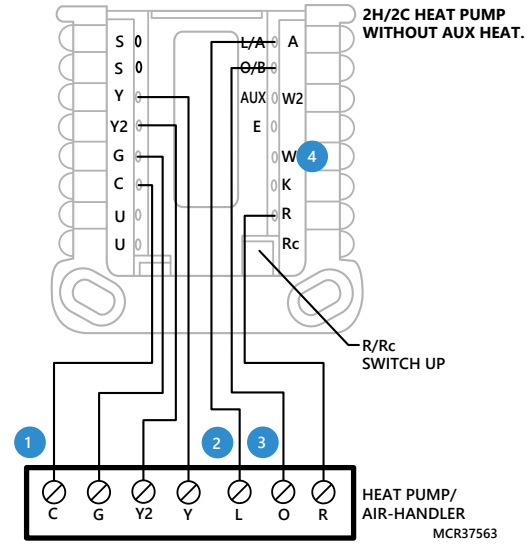 2H/2C HEAT PUMP
WITHOUT AUX HEAT.
S L/A A
S O/B
Y AUX W2
Y2 E
G W 4
C K
U R
U Rc
R/Rc
SWITCH UP
1 2 3
C G Y2 Y L O R
HEAT PUMP/
AIR-HANDLER
MCR37563